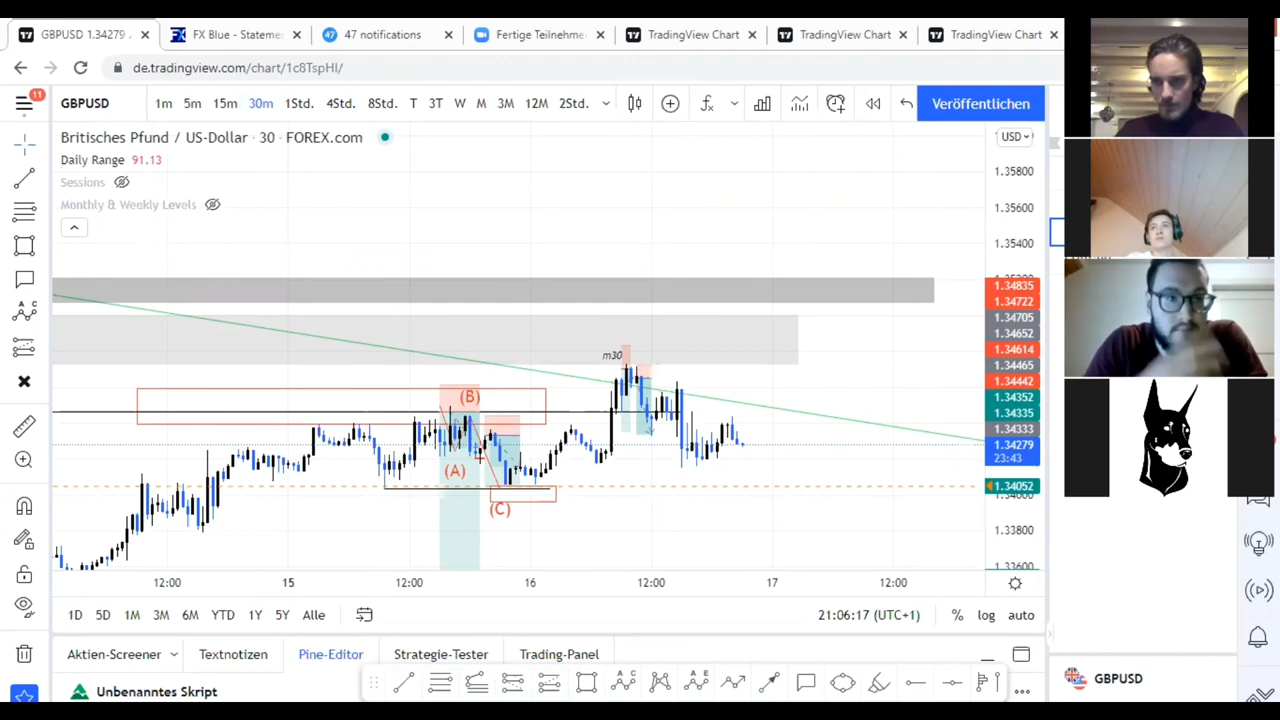 GBPUSD 1.34279
FX Blue - Stateme
47 notifications
Fertige Teilnehme
TradingView Chart
TradingView Chart
TradingView Chart
de.tradingview.com/chart/1c8TspHI/
11
GBPUSD
1m 5m 15m 30m 1Std. 4Std. 8Std. T 3T W M 3M 12M 2Std.
Veröffentlichen
Britisches Pfund / US-Dollar · 30 · FOREX.com
USD
Daily Range 91.13
Sessions
Monthly & Weekly Levels
1.35800
1.35600
1.35400
1.34835
1.34722
1.34705
1.34652
1.34614
1.34465
1.34442
1.34352
1.34335
1.34333
1.34279
23:43
1.34052
1.33800
1.33600
m30
(B)
(A)
(C)
12:00 15 12:00 16 12:00 17 12:00
1D 5D 1M 3M 6M YTD 1Y 5Y Alle
21:06:17 (UTC+1)
% log auto
Aktien-Screener Textnotizen Pine-Editor Strategie-Tester Trading-Panel
Unbenanntes Skript
GBPUSD